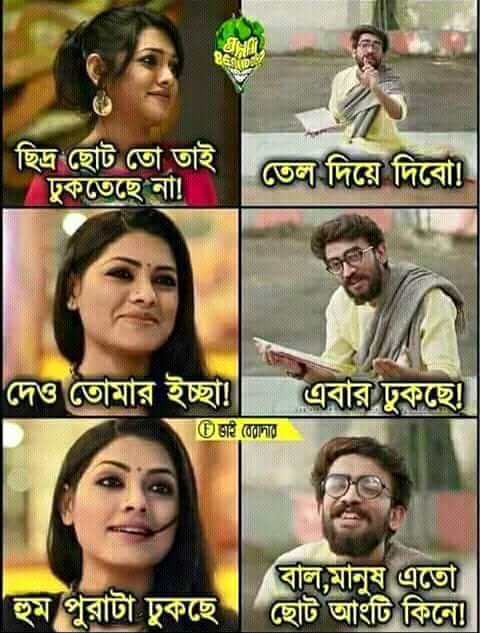 ছিদ্র ছোট তো তাই
ঢুকতেছে না!
তেল দিয়ে দিবো!
দেও তোমার ইচ্ছা!
এবার ঢুকছে!
ভাই বেরাদার
হুম পুরাটা ঢুকছে
বাল,মানুষ এতো
ছোট আংটি কিনে!